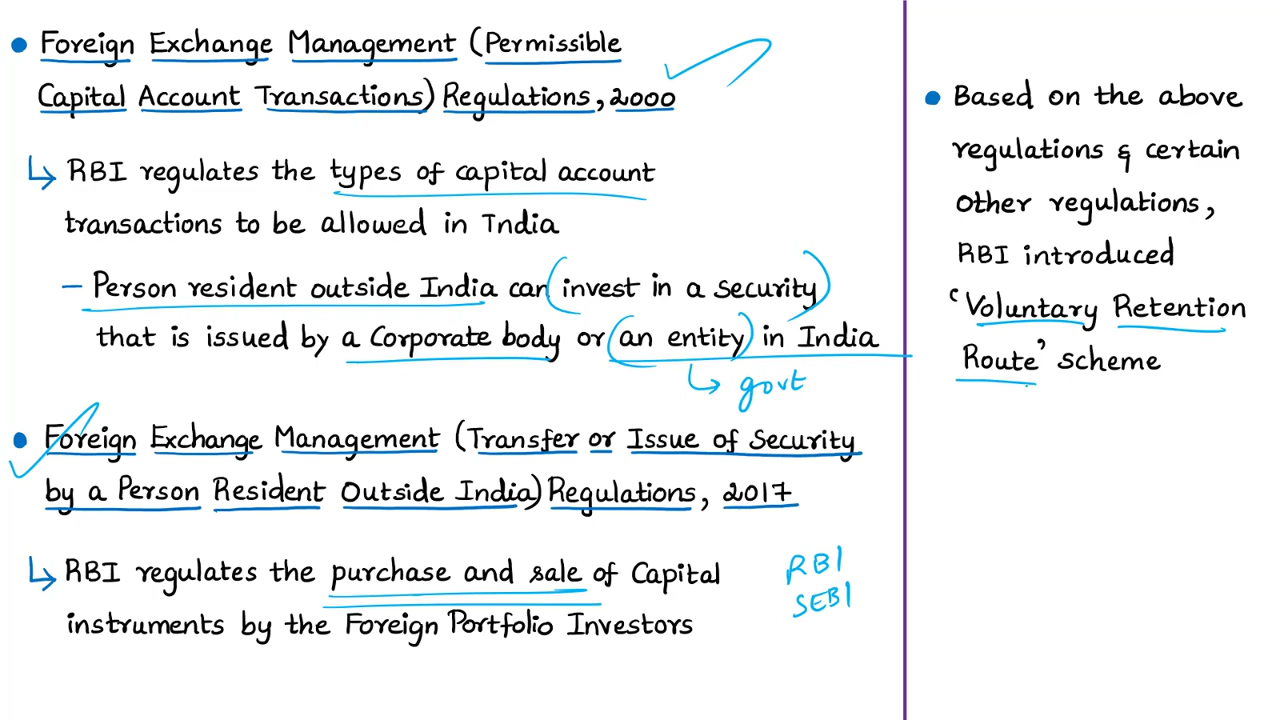 Foreign Exchange Management (Permissible
Capital Account Transactions) Regulations, 2000
RBI regulates the types of capital account
transactions to be allowed in India
- Person resident outside India can invest in a security
that is issued by a Corporate body or an entity in India
govt
Foreign Exchange Management (Transfer or Issue of Security
by a Person Resident Outside India) Regulations, 2017
RBI regulates the purchase and sale of Capital
instruments by the Foreign Portfolio Investors
RBI
SEBI
Based on the above
regulations & certain
other regulations,
RBI introduced
'Voluntary Retention
Route' scheme